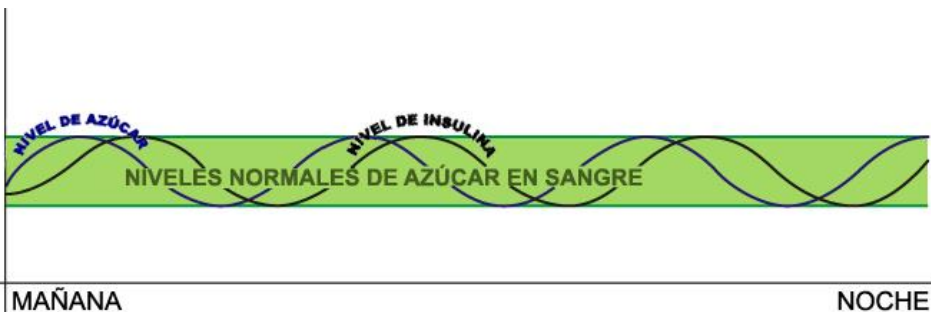 NIVEL DE AZÚCAR
NIVEL DE INSULINA
NIVELES NORMALES DE AZÚCAR EN SANGRE
MAÑANA
NOCHE